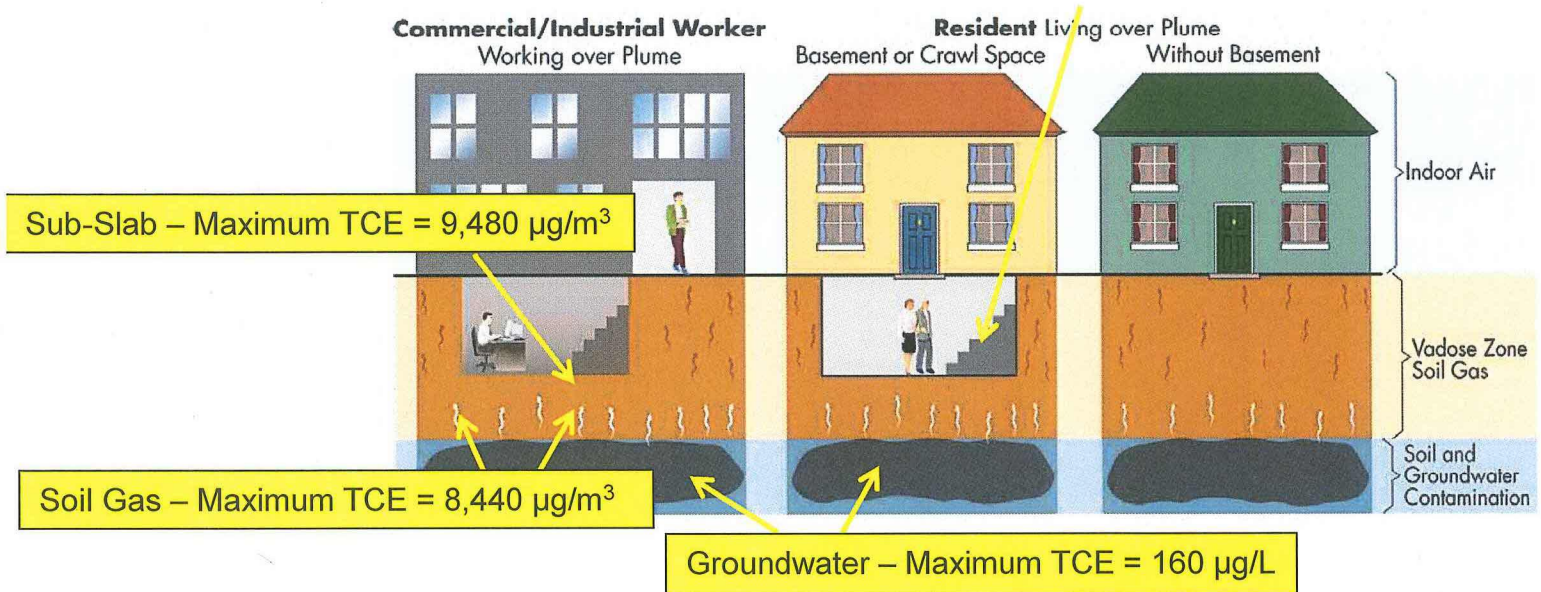 Commercial/Industrial Worker
Working over Plume
Resident Living over Plume
Basement or Crawl Space
Without Basement
Indoor Air
Sub-Slab – Maximum TCE = 9,480 µg/m³
Vadose Zone
Soil Gas
Soil Gas – Maximum TCE = 8,440 µg/m³
Soil and
Groundwater
Contamination
Groundwater – Maximum TCE = 160 µg/L